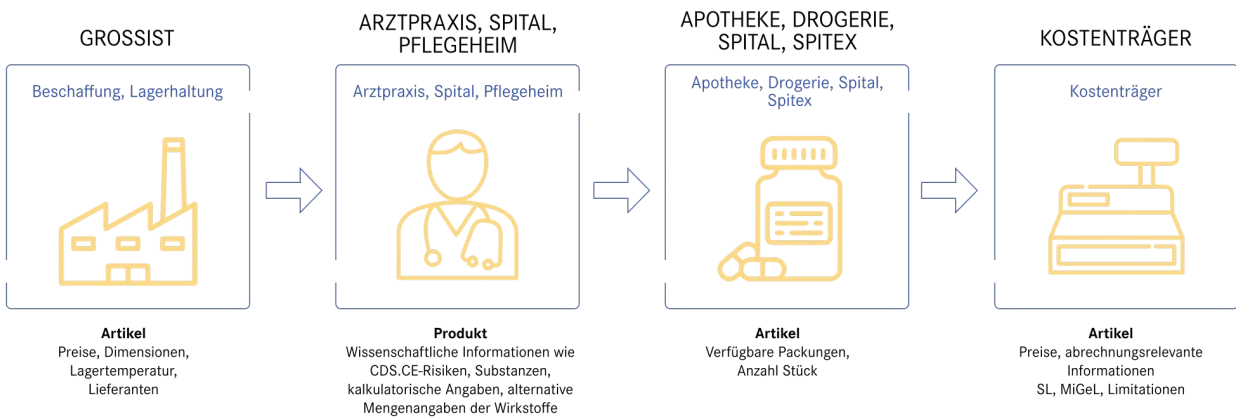 GROSSIST
Beschaffung, Lagerhaltung
Artikel
Preise, Dimensionen,
Lagertemperatur,
Lieferanten
ARZTPRAXIS, SPITAL,
PFLEGEHEIM
Arztpraxis, Spital, Pflegeheim
Produkt
Wissenschaftliche Informationen wie
CDS.CE-Risiken, Substanzen,
kalkulatorische Angaben, alternative
Mengenangaben der Wirkstoffe
APOTHEKE, DROGERIE,
SPITAL, SPITEX
Apotheke, Drogerie, Spital,
Spitex
Artikel
Verfügbare Packungen,
Anzahl Stück
KOSTENTRÄGER
Kostenträger
Artikel
Preise, abrechnungsrelevante
Informationen
SL, MiGeL, Limitationen